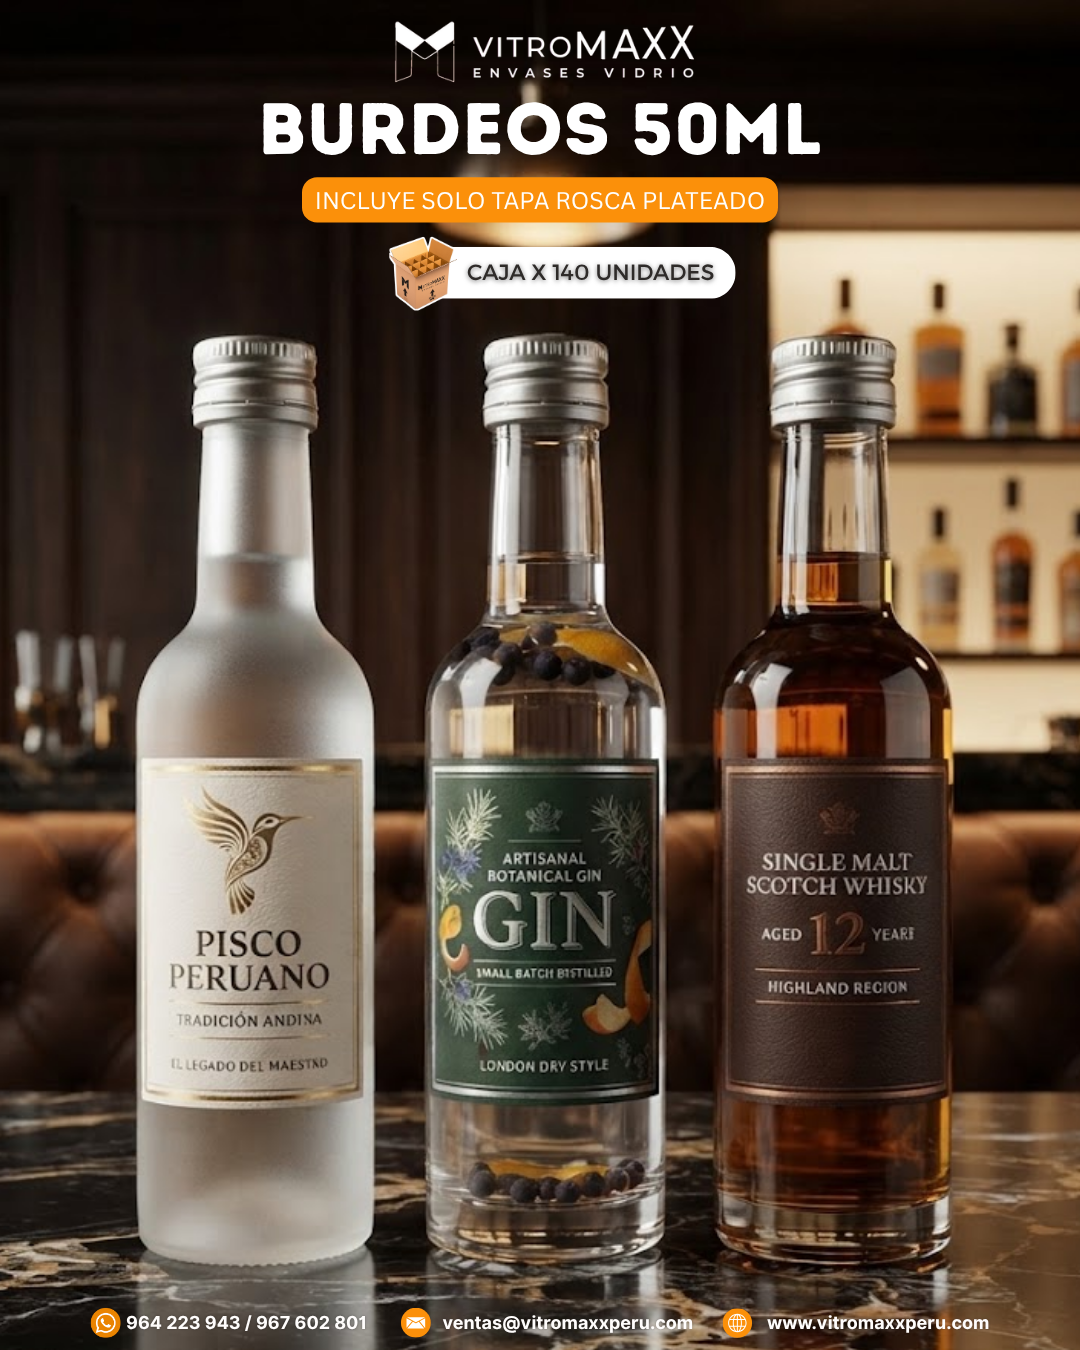 VITROMAXX
ENVASES VIDRIO
BURDEOS 50ML
INCLUYE SOLO TAPA ROSCA PLATEADO
CAJA X 140 UNIDADES
PISCO
PERUANO
TRADICIÓN ANDINA
EL LEGADO DEL MAESTRO
ARTISANAL
BOTANICAL GIN
GIN
SMALL BATCH DISTILLED
LONDON DRY STYLE
SINGLE MALT
SCOTCH WHISKY
AGED 12 YEARS
HIGHLAND REGION
964 223 943 / 967 602 801
ventas@vitromaxxperu.com
www.vitromaxxperu.com